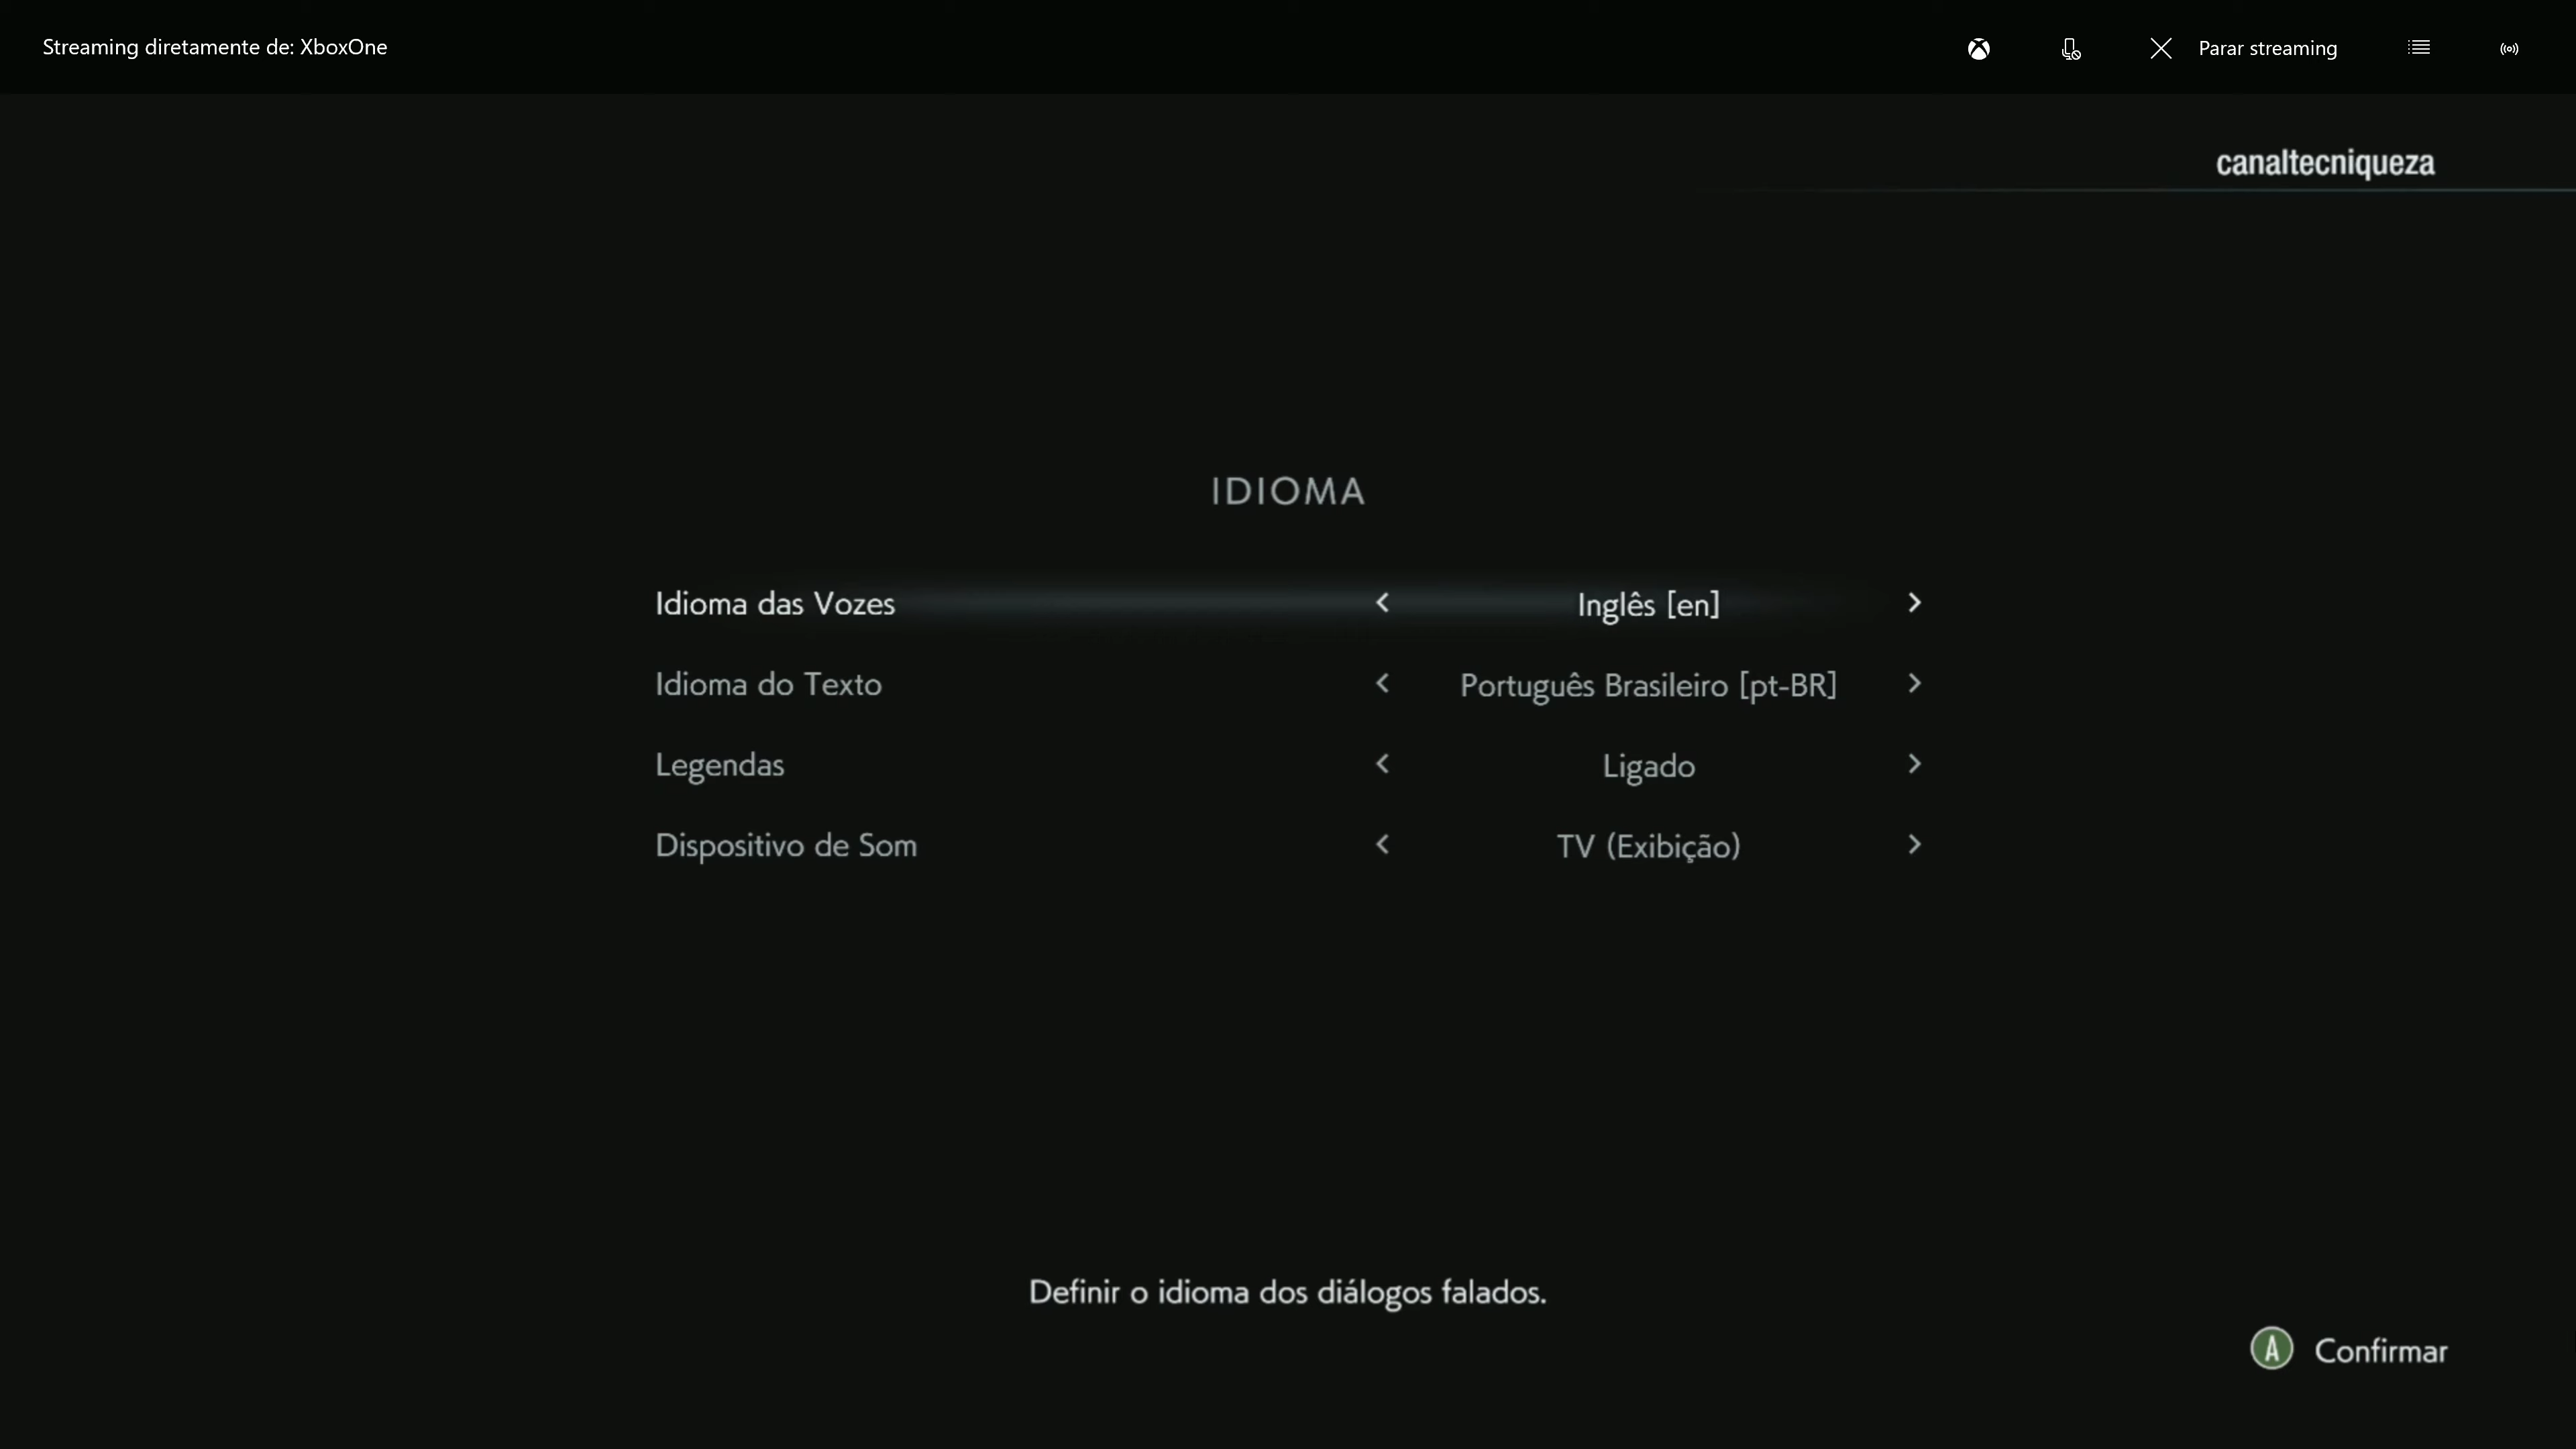 Streaming diretamente de: XboxOne
Parar streaming
canaltecniqueza
IDIOMA
Idioma das Vozes
Inglês [en]
Idioma do Texto
Português Brasileiro [pt-BR]
Legendas
Ligado
Dispositivo de Som
TV (Exibição)
Definir o idioma dos diálogos falados.
A Confirmar